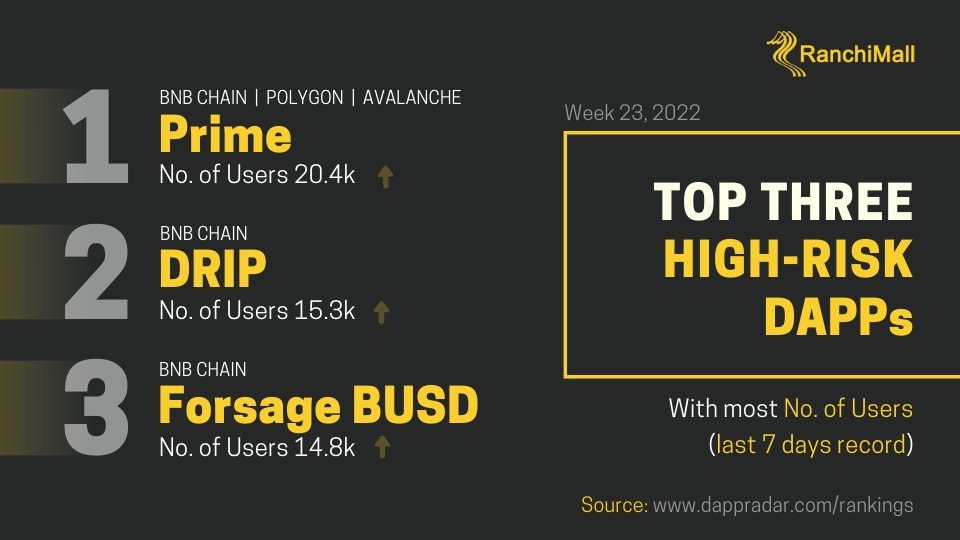 RanchiMall
Week 23, 2022
TOP THREE
HIGH-RISK
DAPPs
With most No. of Users
(last 7 days record)
1
BNB CHAIN | POLYGON | AVALANCHE
Prime
No. of Users 20.4k
2
BNB CHAIN
DRIP
No. of Users 15.3k
3
BNB CHAIN
Forsage BUSD
No. of Users 14.8k
Source: www.dappradar.com/rankings